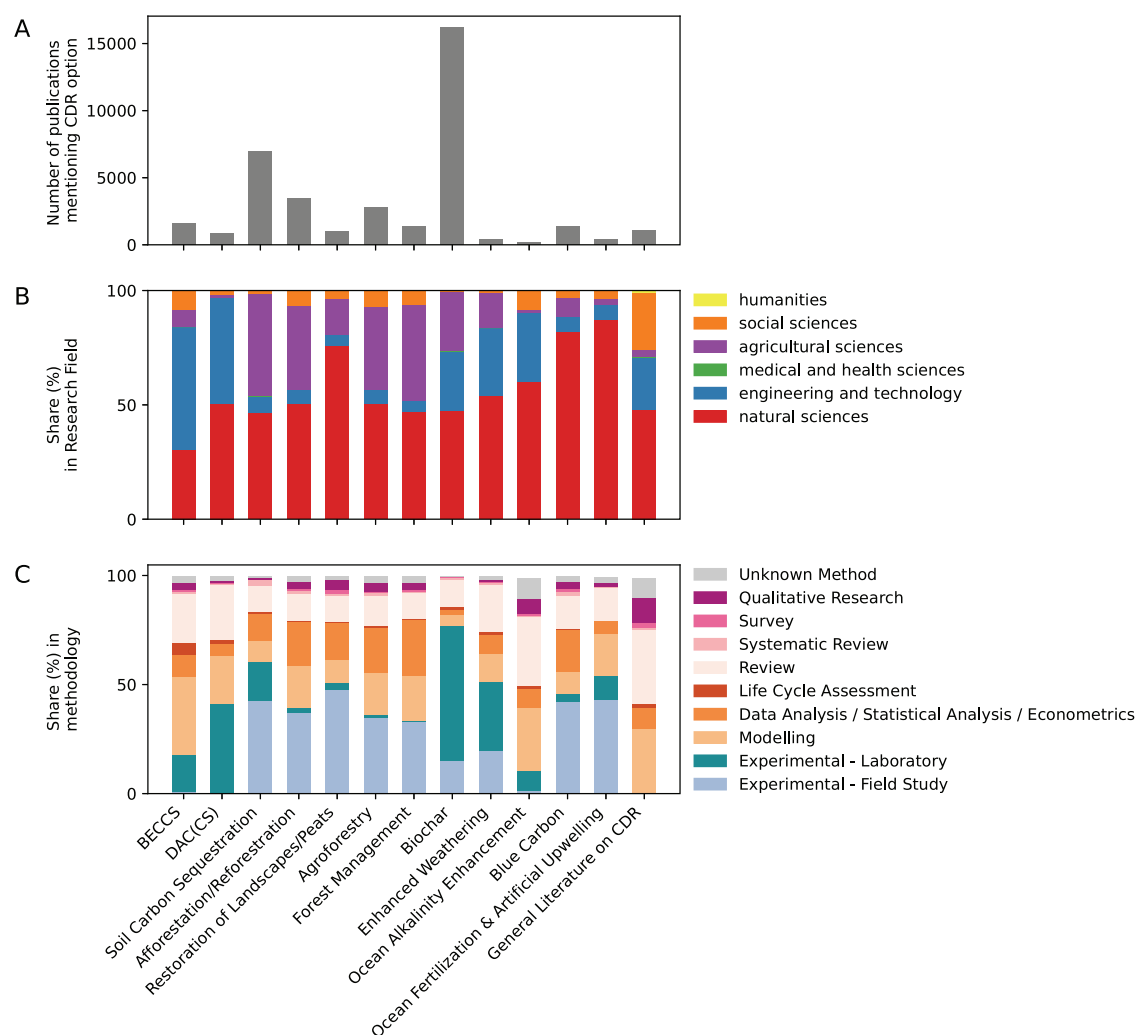 A
Number of publications
mentioning CDR option
15000
10000
5000
0
B
Share (%)
in Research Field
100
50
0
humanities
social sciences
agricultural sciences
medical and health sciences
engineering and technology
natural sciences
C
Share (%) in
methodology
100
50
0
Unknown Method
Qualitative Research
Survey
Systematic Review
Review
Life Cycle Assessment
Data Analysis / Statistical Analysis / Econometrics
Modelling
Experimental - Laboratory
Experimental - Field Study
BECCS
DAC(CS)
Soil Carbon Sequestration
Afforestation/Reforestration
Restoration of Landscapes/Peats
Agroforestry
Forest Management
Biochar
Enhanced Weathering
Ocean Alkalinity Enhancement
Blue Carbon
Ocean Fertilization & Artificial Upwelling
General Literature on CDR